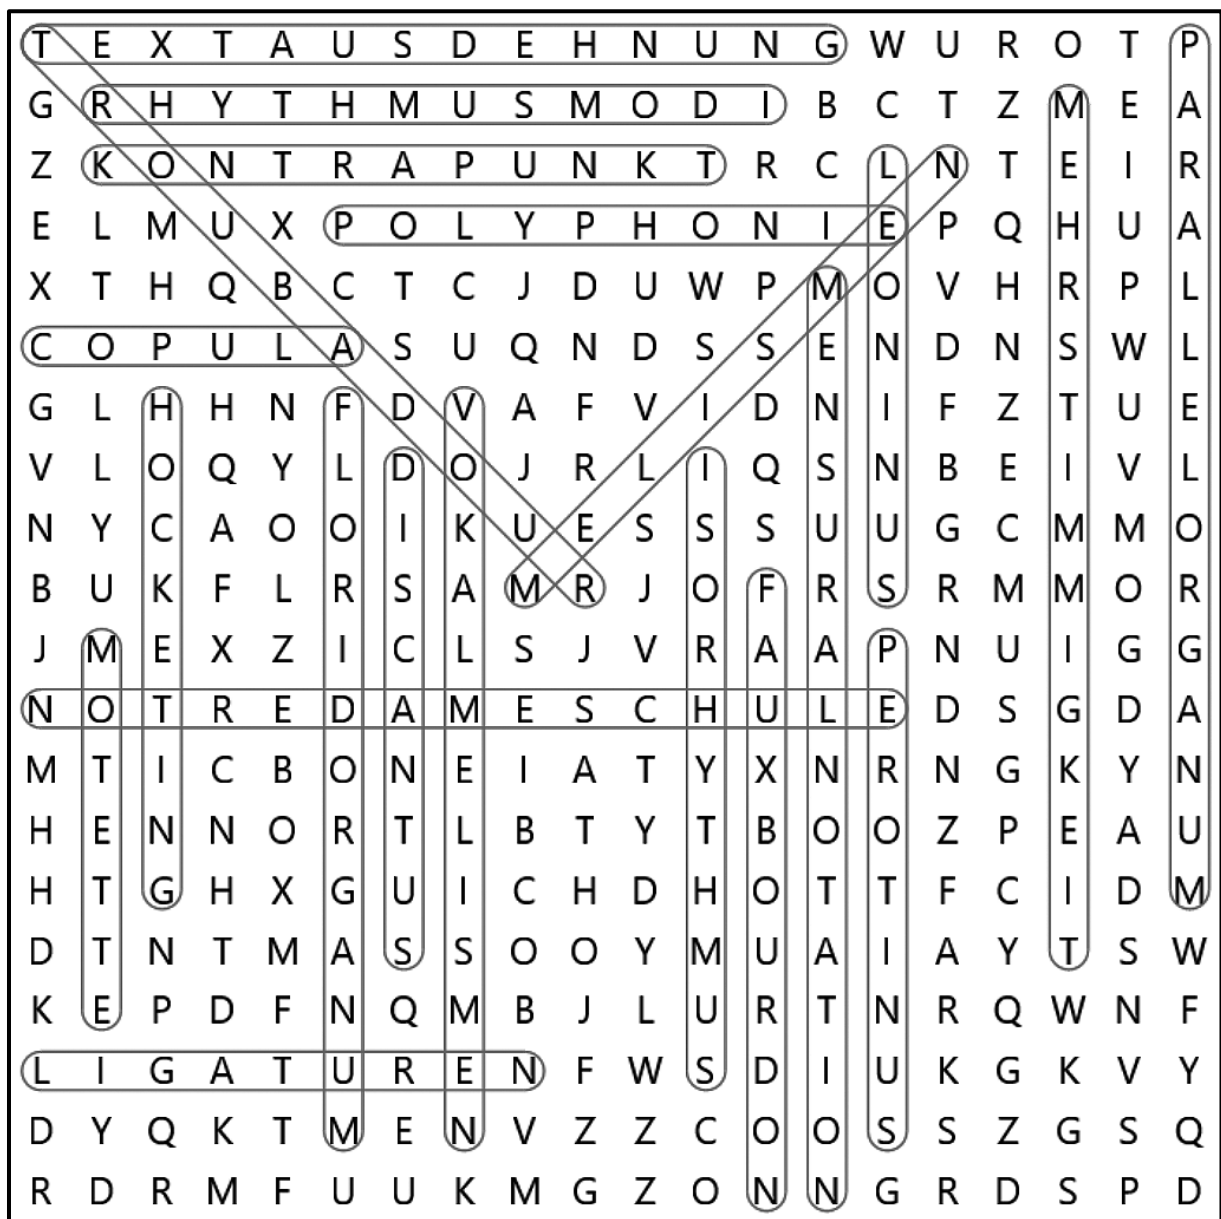 T E X T A U S D E H N U N G W U R O T P
G R H Y T H M U S M O D I B C T Z M E A
Z K O N T R A P U N K T R C L N T E I R
E L M U X P O L Y P H O N I E P Q H U A
X T H Q B C T C J D U W P M O V H R P L
C O P U L A S U Q N D S S E N D N S W L
G L H H N F D V A F V I D N I F Z T U E
V L O Q Y L D O J R L I Q S N B E I V L
N Y C A O O I K U E S S S U U G C M M O
B U K F L R S A M R J O F R S R M M O R
J M E X Z I C L S J V R A A P N U I G G
N O T R E D A M E S C H U L E D S G D A
M T I C B O N E I A T Y X N R N G K Y N
H E N N O R T L B T Y T B O O Z P E A U
H T G H X G U I C H D H O T T F C I D M
D T N T M A S S O O Y M U A I A Y T S W
K E P D F N Q M B J L U R T N R Q W N F
L I G A T U R E N F W S D I U K G K V Y
D Y Q K T M E N V Z Z C O O S S Z G S Q
R D R M F U U K M G Z O N N G R D S P D